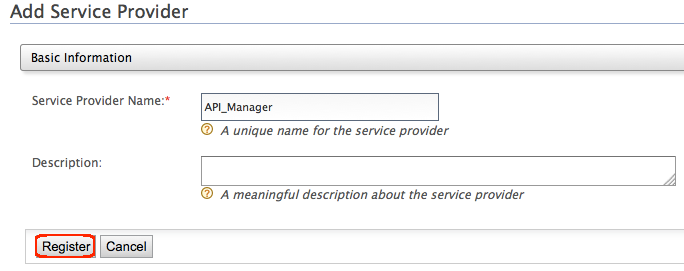 Add Service Provider
Basic Information
Service Provider Name:*
API_Manager
A unique name for the service provider
Description:
A meaningful description about the service provider
Register Cancel